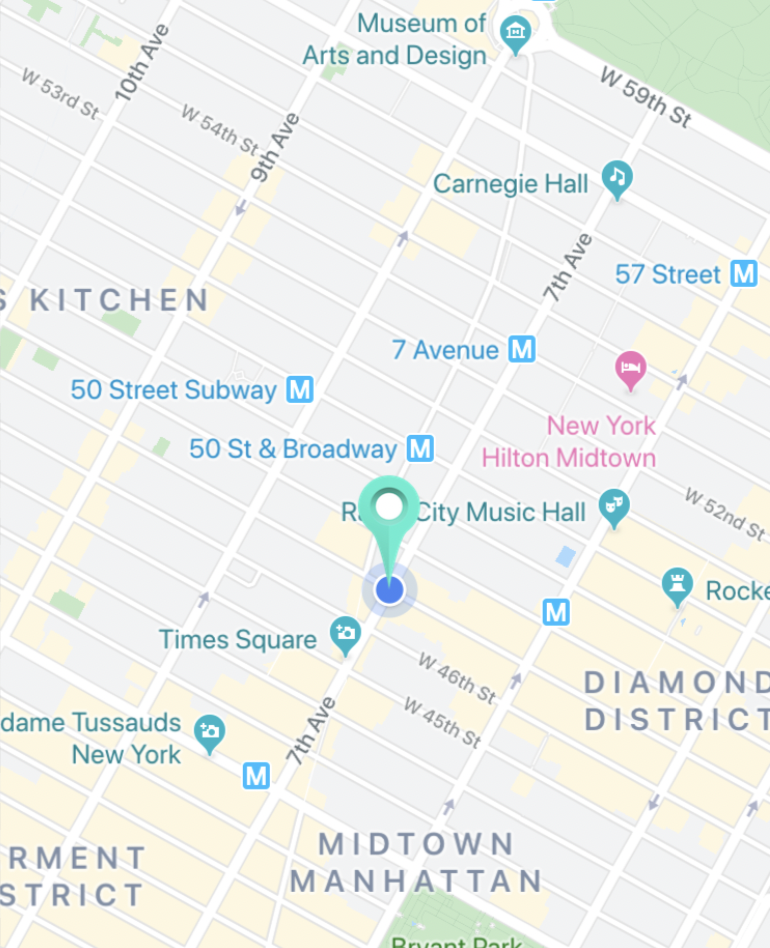 Museum of
Arts and Design
10th Ave
W 53rd St
W 54th St
9th Ave
W 59th St
Carnegie Hall
7th Ave
57 Street M
S KITCHEN
7 Avenue M
50 Street Subway M
New York
Hilton Midtown
50 St & Broadway M
City Music Hall
W 52nd St
Rocke
M
Times Square
W 46th St
DIAMOND
DISTRICT
W 45th St
dame Tussauds
New York
7th Ave
M
MIDTOWN
MANHATTAN
RMENT
STRICT
Bryant Park